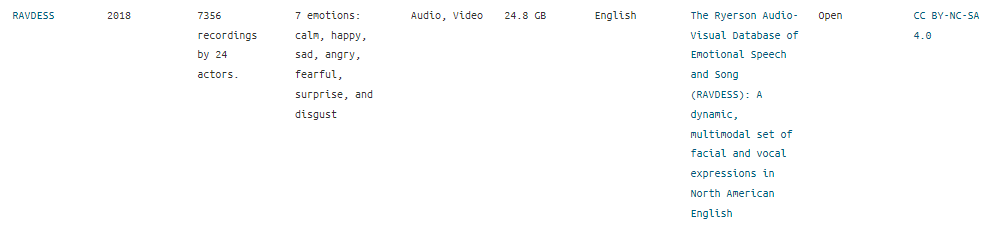 RAVDESS
2018
7356
recordings
by 24
actors.
7 emotions:
calm, happy,
sad, angry,
fearful,
surprise, and
disgust
Audio, Video
24.8 GB
English
The Ryerson Audio-
Visual Database of
Emotional Speech
and Song
(RAVDESS): A
dynamic,
multimodal set of
facial and vocal
expressions in
North American
English
Open
CC BY-NC-SA
4.0